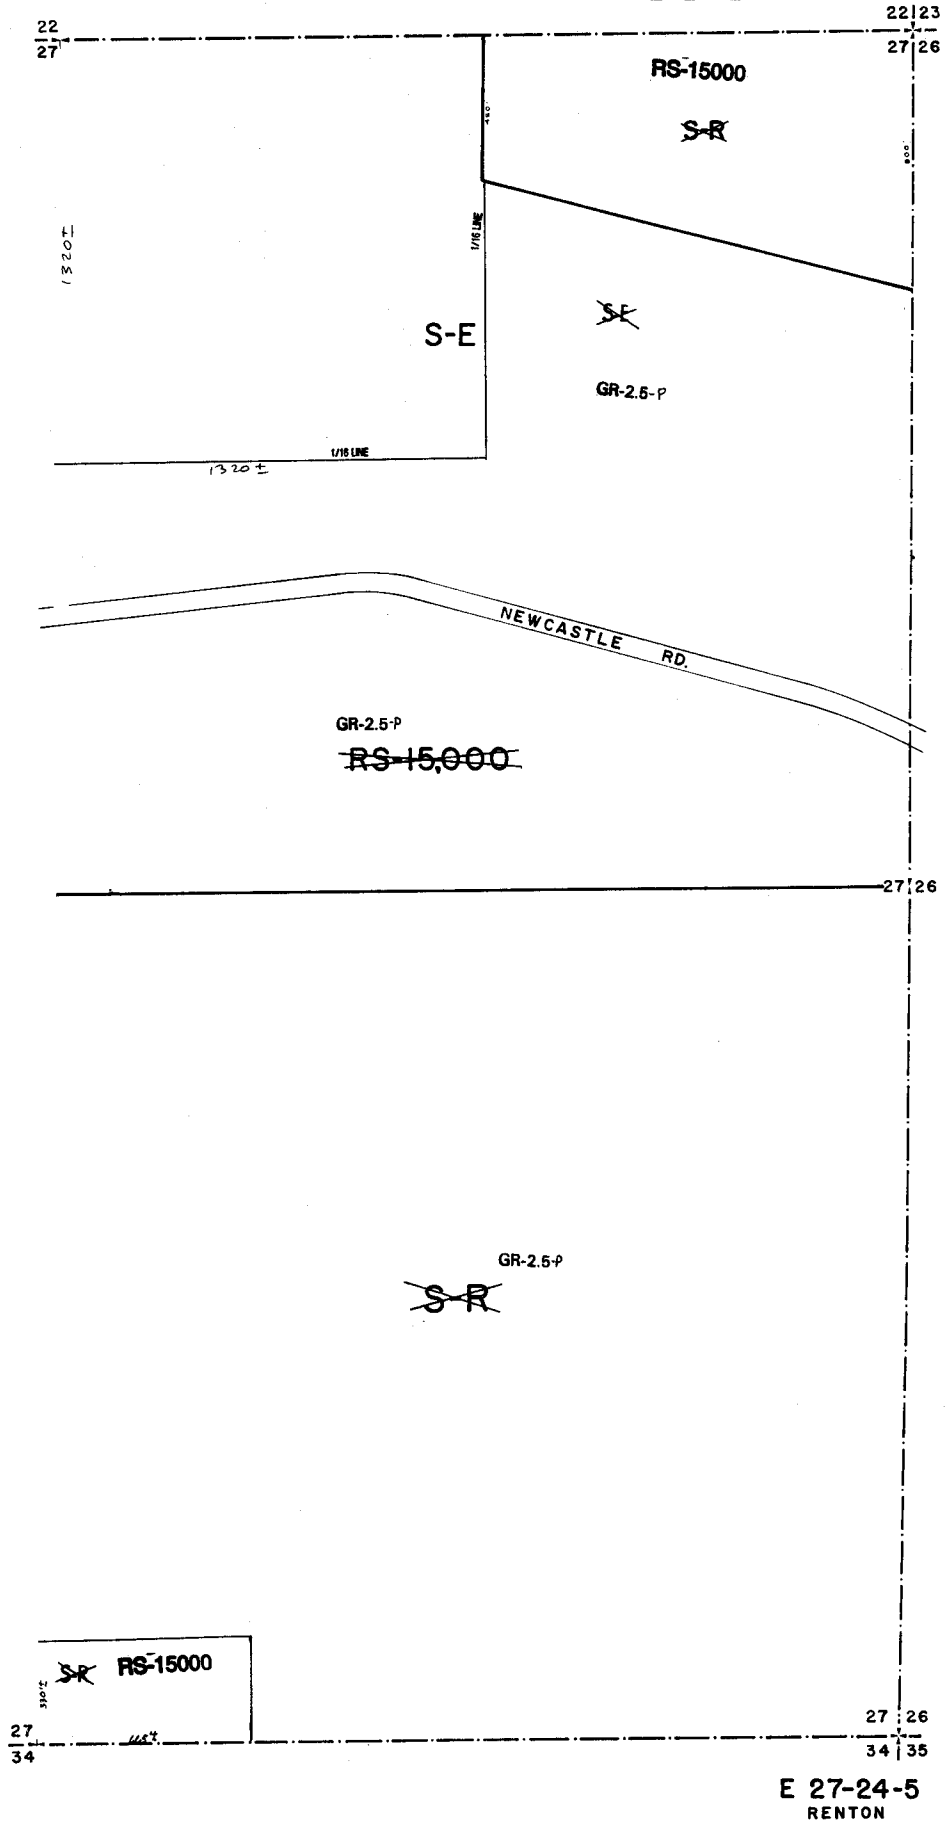 22
27
22|23
27|26
RS-15000
S-R
800'
1320±
1/16 LINE
S-E
S-E
GR-2.5-P
1/16 LINE
1320±
NEWCASTLE RD.
GR-2.5-P
RS-15,000
27 26
GR-2.5-P
S-R
S-R RS-15000
330'±
27
34
27 26
34 35
E 27-24-5
RENTON